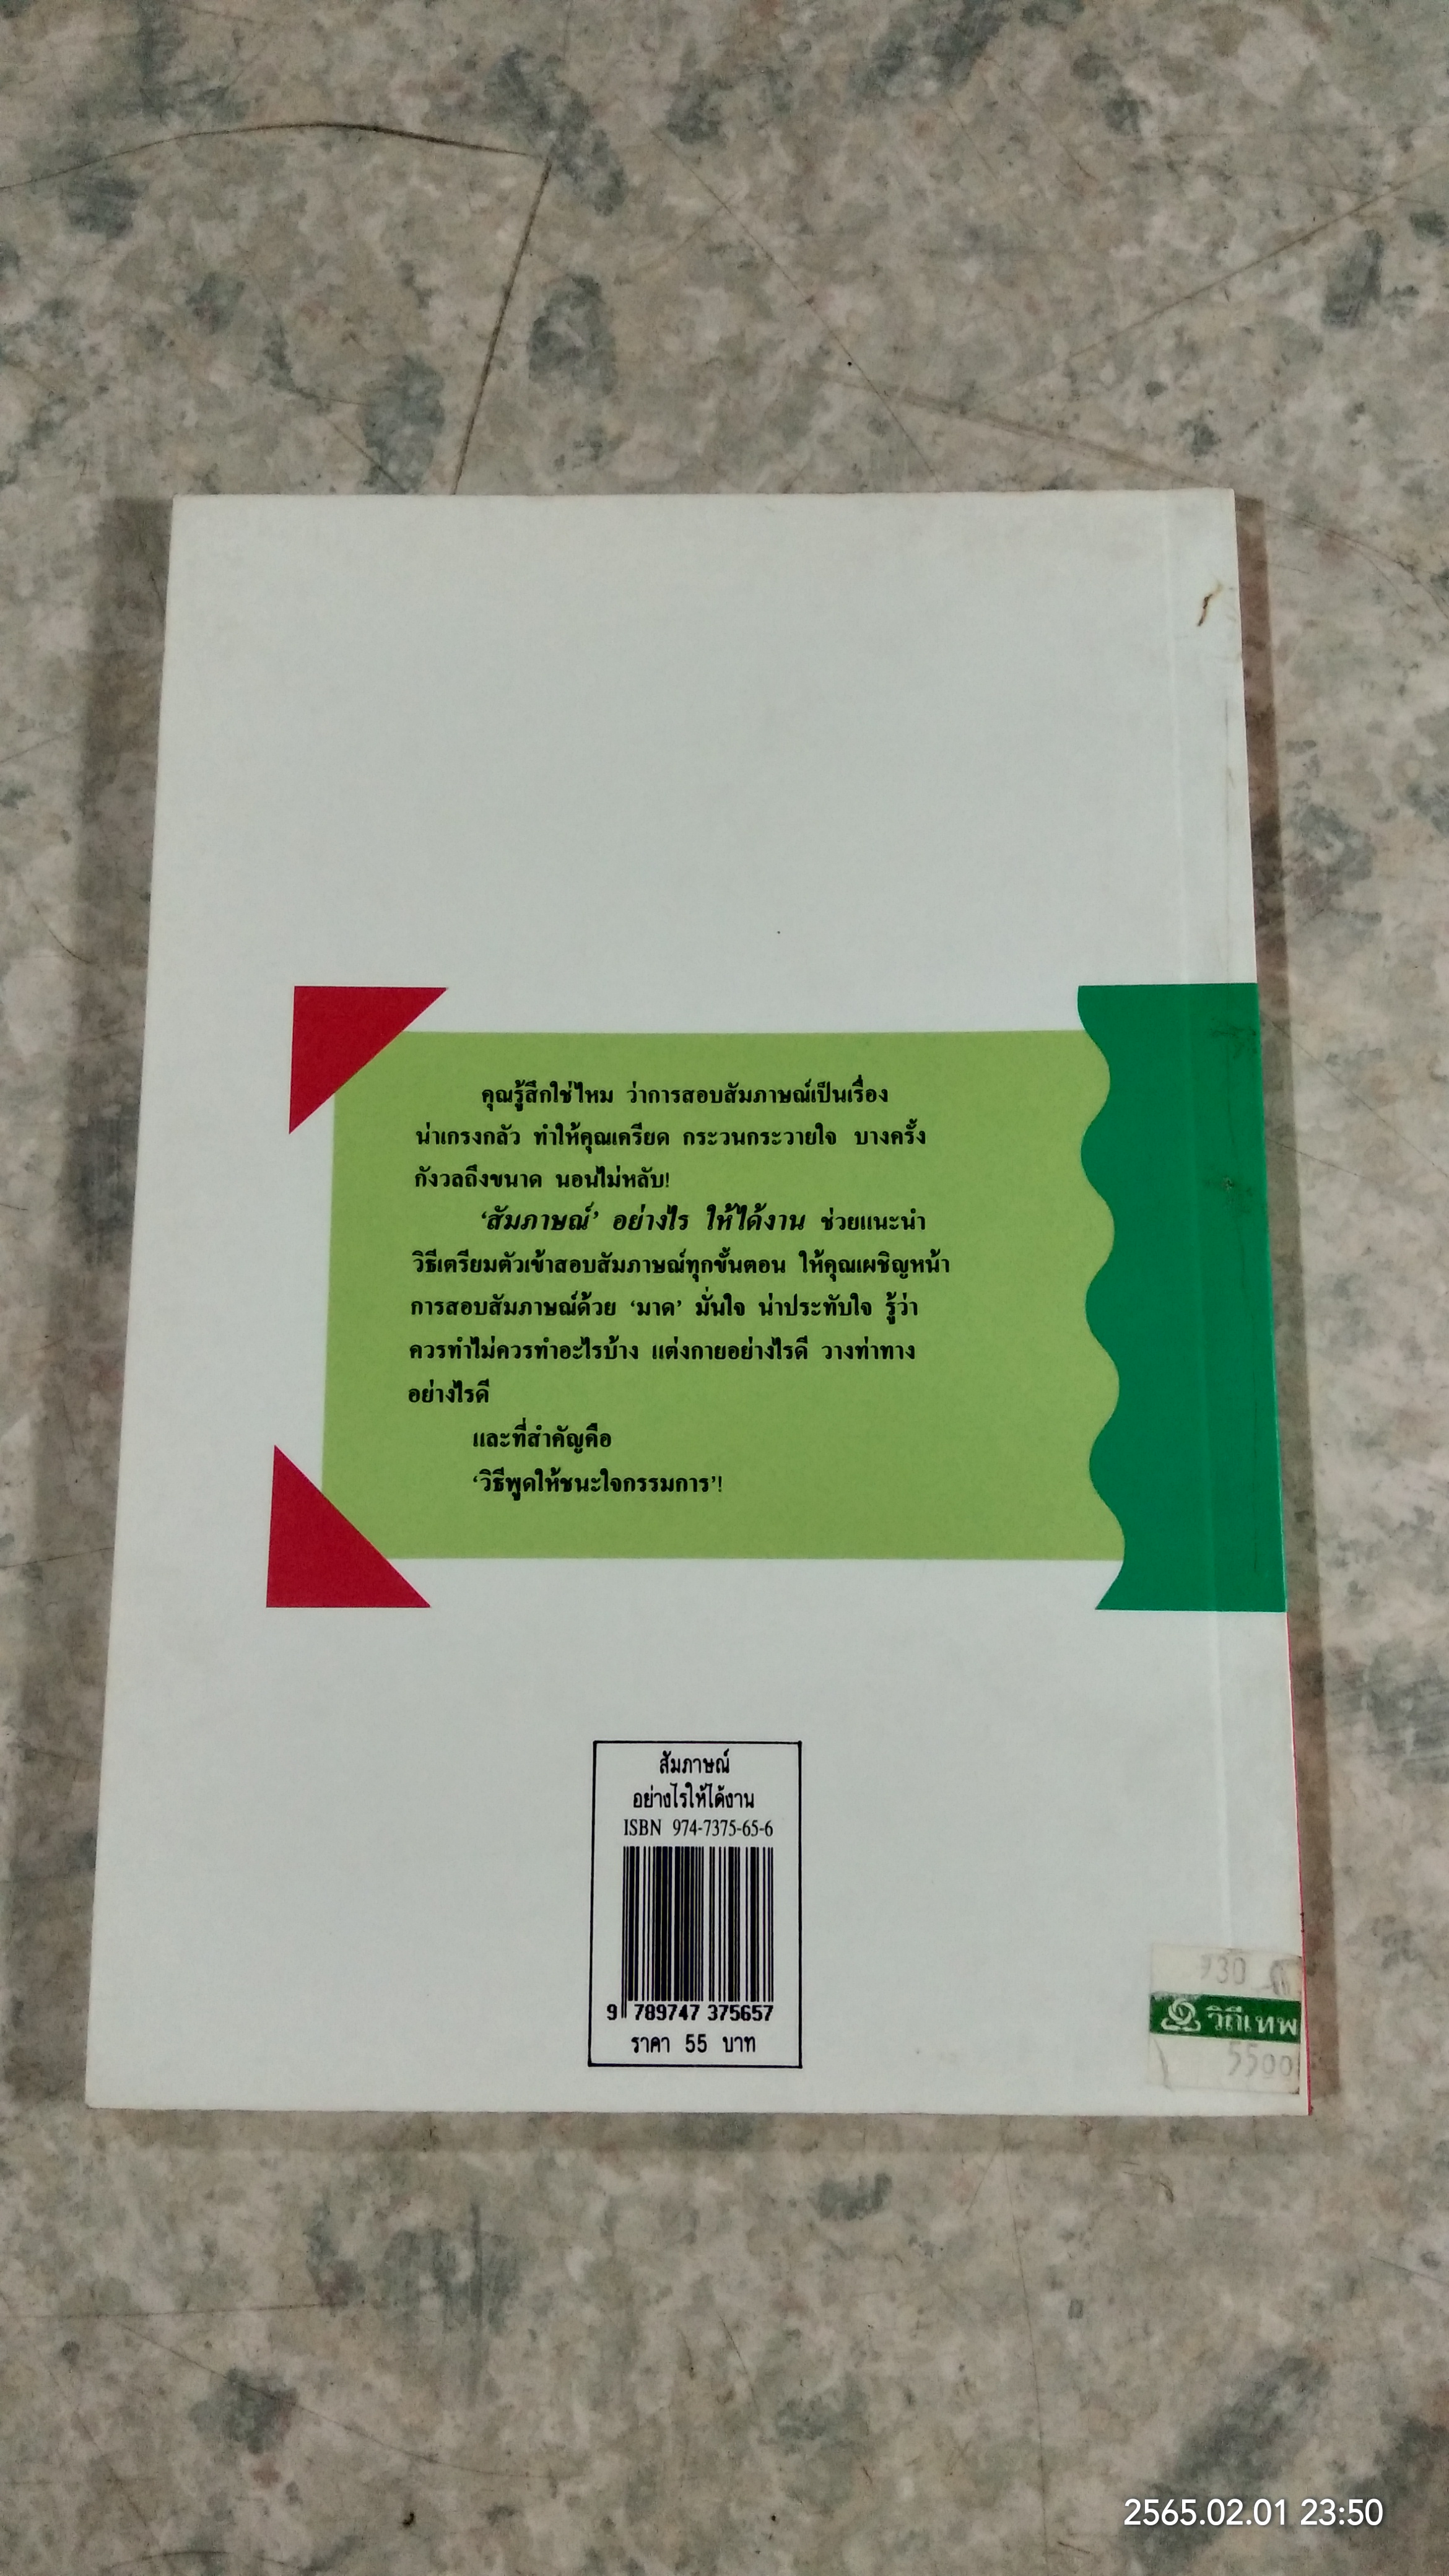 คุณรู้สึกใช่ไหม ว่าการสอบสัมภาษณ์เป็นเรื่อง
น่าเกรงกลัว ทำให้คุณเครียด กระวนกระวายใจ บางครั้ง
กังวลถึงขนาด นอนไม่หลับ!
‘สัมภาษณ์’ อย่างไร ให้ได้งาน ช่วยแนะนำ
วิธีเตรียมตัวเข้าสอบสัมภาษณ์ทุกขั้นตอน ให้คุณเผชิญหน้า
การสอบสัมภาษณ์ด้วย ‘มาด’ มั่นใจ น่าประทับใจ รู้ว่า
ควรทำไม่ควรทำอะไรบ้าง แต่งกายอย่างไรดี วางท่าทาง
อย่างไรดี
และที่สำคัญคือ
‘วิธีพูดให้ชนะใจกรรมการ’!
สัมภาษณ์
อย่างไรให้ได้งาน
ISBN 974-7375-65-6
9 789747 375657
ราคา 55 บาท
วิถีเทพ
5500
2565.02.01 23:50